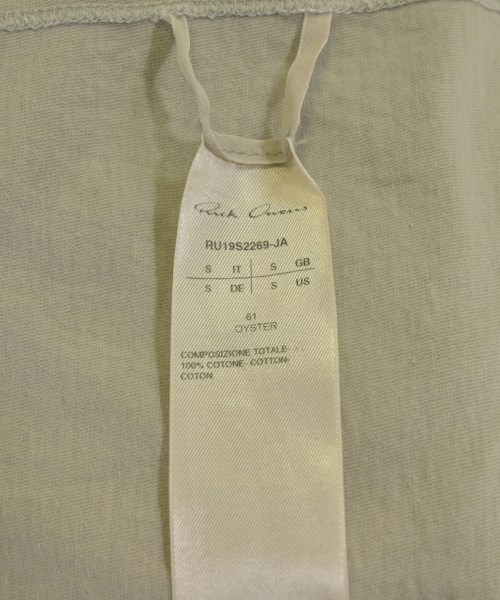 Rick Owens
RU19S2269-JA
S IT S GB
S DE S US
61
OYSTER
COMPOSIZIONE TOTALE-
100% COTONE- COTTON-
COTON